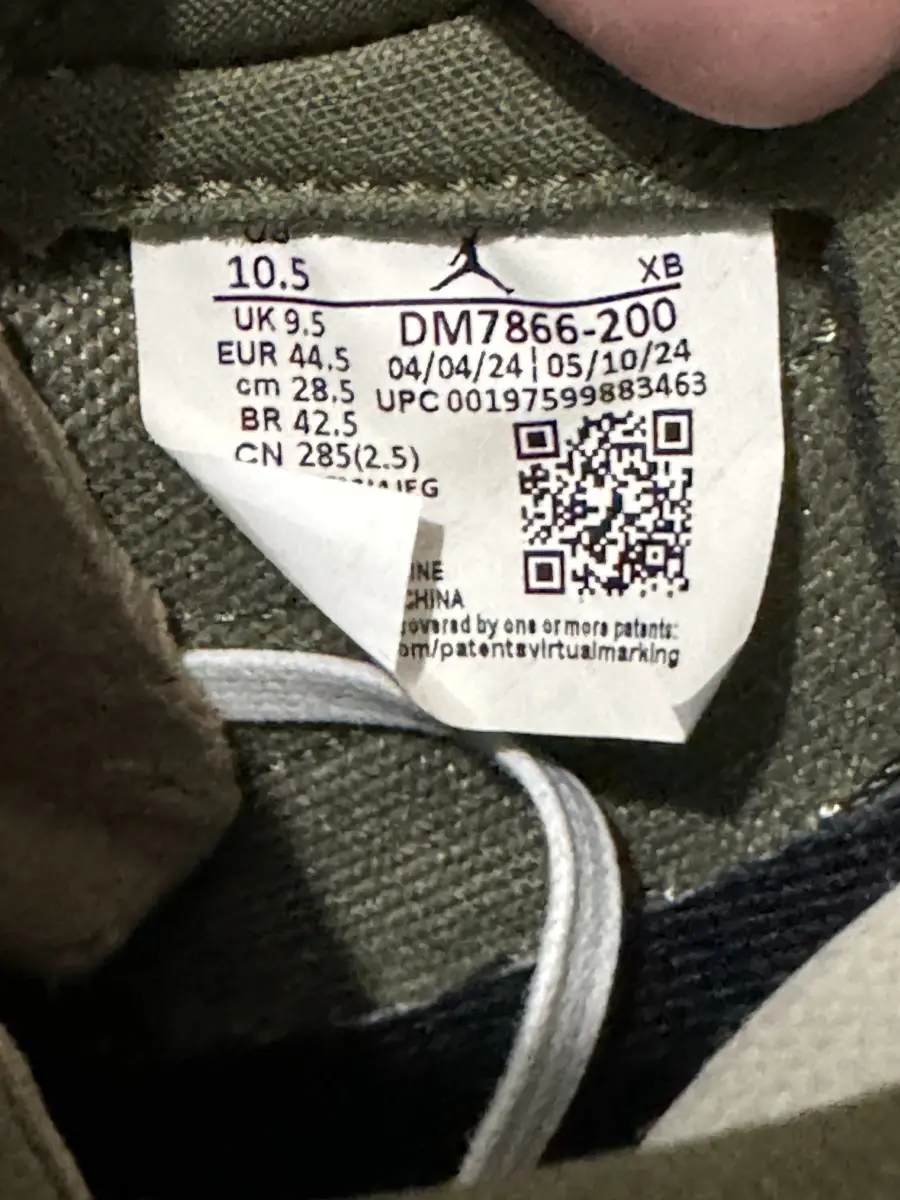 US
10.5
XB
UK 9.5
EUR 44.5
cm 28.5
BR 42.5
CN 285(2.5)
DM7866-200
04/04/24 | 05/10/24
UPC 00197599883463
INE
CHINA
covered by one or more patents:
om/patentsvirtualmarking